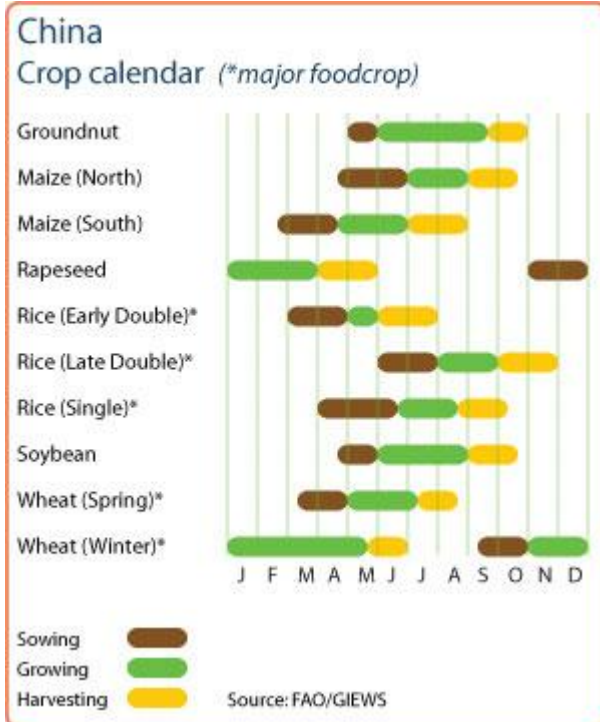 China
Crop calendar (*major foodcrop)
Groundnut
Maize (North)
Maize (South)
Rapeseed
Rice (Early Double)*
Rice (Late Double)*
Rice (Single)*
Soybean
Wheat (Spring)*
Wheat (Winter)*
J F M A M J J A S O N D
Sowing
Growing
Harvesting Source: FAO/GIEWS